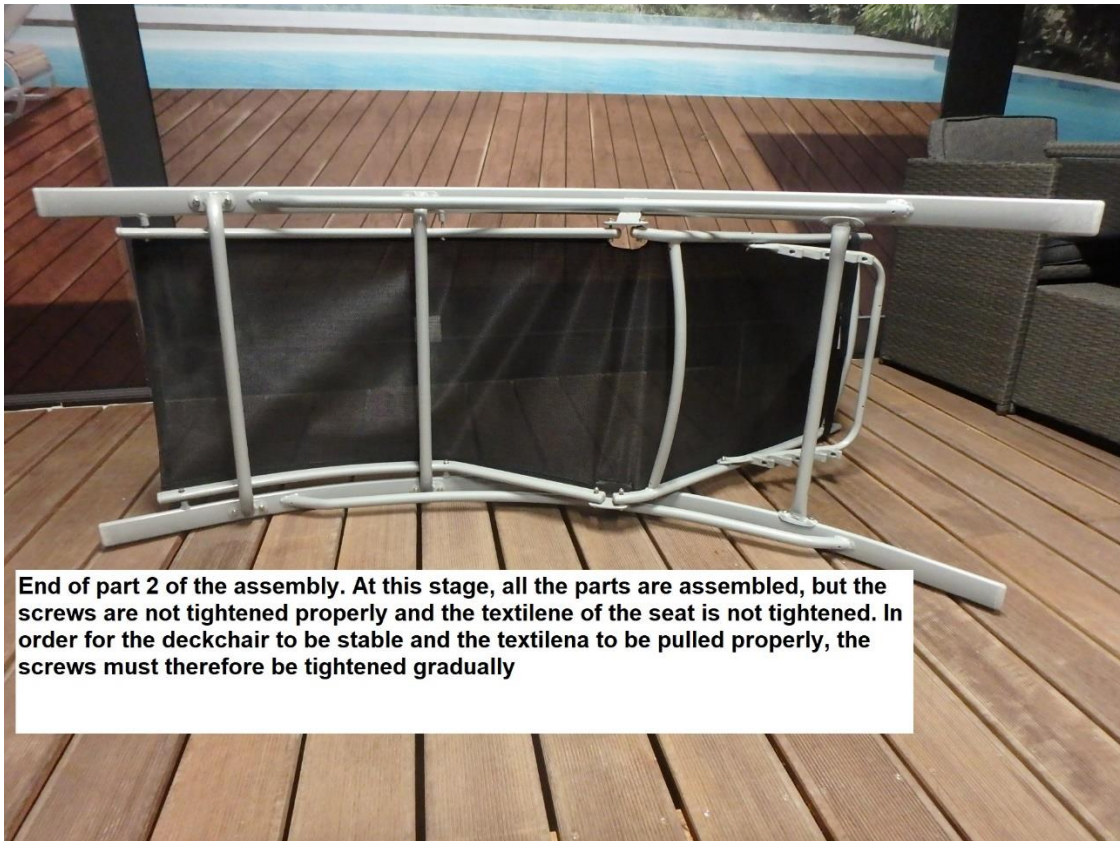 End of part 2 of the assembly. At this stage, all the parts are assembled, but the
screws are not tightened properly and the textilene of the seat is not tightened. In
order for the deckchair to be stable and the textilena to be pulled properly, the
screws must therefore be tightened gradually